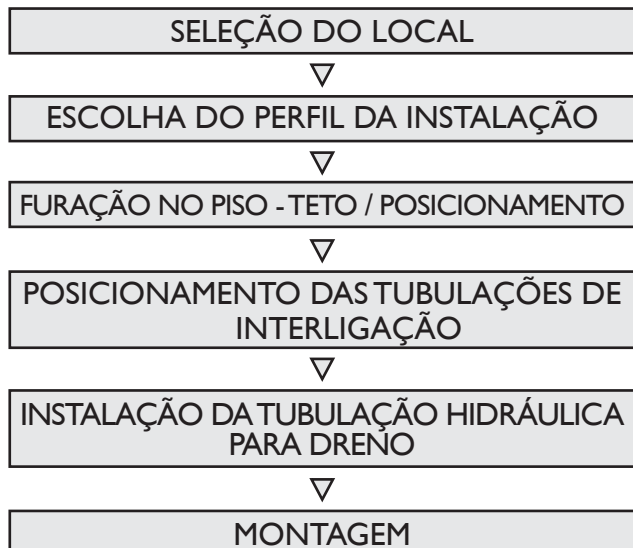 SELEÇÃO DO LOCAL
ESCOLHA DO PERFIL DA INSTALAÇÃO
FURAÇÃO NO PISO - TETO / POSICIONAMENTO
POSICIONAMENTO DAS TUBULAÇÕES DE
INTERLIGAÇÃO
INSTALAÇÃO DA TUBULAÇÃO HIDRÁULICA
PARA DRENO
MONTAGEM